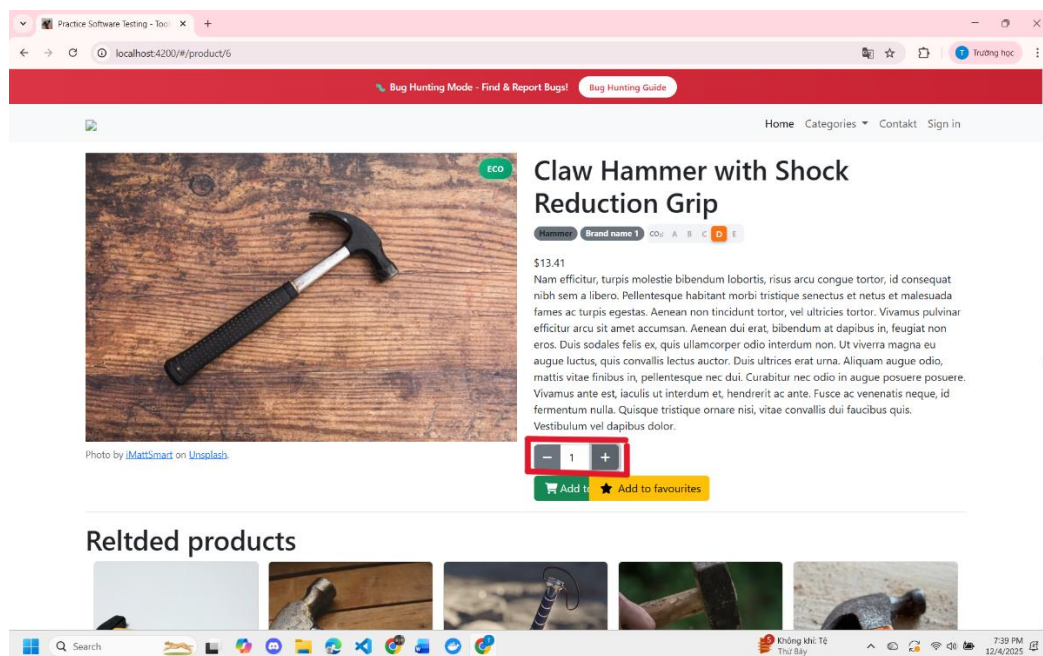 Practice Software Testing - Tool
localhost:4200/#/product/6
Trường học
Bug Hunting Mode - Find & Report Bugs! Bug Hunting Guide
Home Categories Contakt Sign in
ECO
Claw Hammer with Shock
Reduction Grip
Hammer Brand name 1 CO₂: A B C D E
$13.41
Nam efficitur, turpis molestie bibendum lobortis, risus arcu congue tortor, id consequat
nibh sem a libero. Pellentesque habitant morbi tristique senectus et netus et malesuada
fames ac turpis egestas. Aenean non tincidunt tortor, vel ultricies tortor. Vivamus pulvinar
efficitur arcu sit amet accumsan. Aenean dui erat, bibendum at dapibus in, feugiat non
eros. Duis sodales felis ex, quis ullamcorper odio interdum non. Ut viverra magna eu
augue luctus, quis convallis lectus auctor. Duis ultrices erat urna. Aliquam augue odio,
mattis vitae finibus in, pellentesque nec dui. Curabitur nec odio in augue posuere posuere.
Vivamus ante est, iaculis ut interdum et, hendrerit ac ante. Fusce ac venenatis neque, id
fermentum nulla. Quisque tristique ornare nisi, vitae convallis dui faucibus quis.
Vestibulum vel dapibus dolor.
Photo by iMattSmart on Unsplash.
− 1 +
Add to Add to favourites
Reltded products
Search
Không khí: Tệ
Thứ Bảy
7:39 PM
12/4/2025